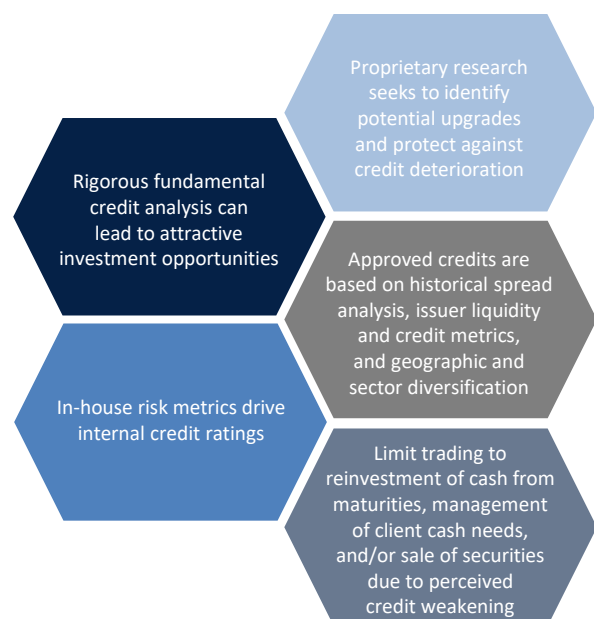 Proprietary research
seeks to identify
potential upgrades
and protect against
credit deterioration
Rigorous fundamental
credit analysis can
lead to attractive
investment opportunities
Approved credits are
based on historical spread
analysis, issuer liquidity
and credit metrics,
and geographic and
sector diversification
In-house risk metrics drive
internal credit ratings
Limit trading to
reinvestment of cash from
maturities, management
of client cash needs,
and/or sale of securities
due to perceived
credit weakening